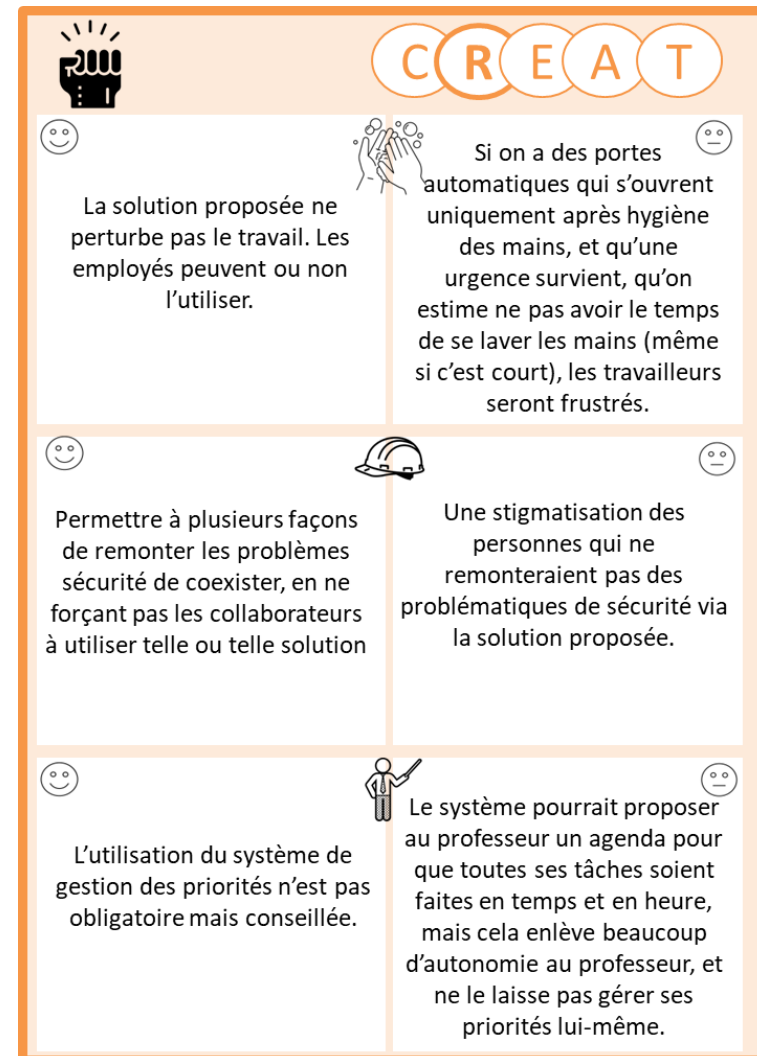 C R E A T
La solution proposée ne
perturbe pas le travail. Les
employés peuvent ou non
l’utiliser.
Si on a des portes
automatiques qui s’ouvrent
uniquement après hygiène
des mains, et qu’une
urgence survient, qu’on
estime ne pas avoir le temps
de se laver les mains (même
si c’est court), les travailleurs
seront frustrés.
Permettre à plusieurs façons
de remonter les problèmes
sécurité de coexister, en ne
forçant pas les collaborateurs
à utiliser telle ou telle solution
Une stigmatisation des
personnes qui ne
remonteraient pas des
problématiques de sécurité via
la solution proposée.
L’utilisation du système de
gestion des priorités n’est pas
obligatoire mais conseillée.
Le système pourrait proposer
au professeur un agenda pour
que toutes ses tâches soient
faites en temps et en heure,
mais cela enlève beaucoup
d’autonomie au professeur, et
ne le laisse pas gérer ses
priorités lui-même.